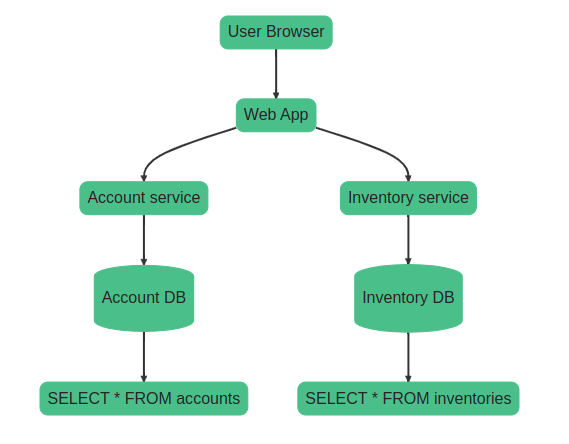 User Browser
Web App
Account service
Inventory service
Account DB
Inventory DB
SELECT * FROM accounts
SELECT * FROM inventories